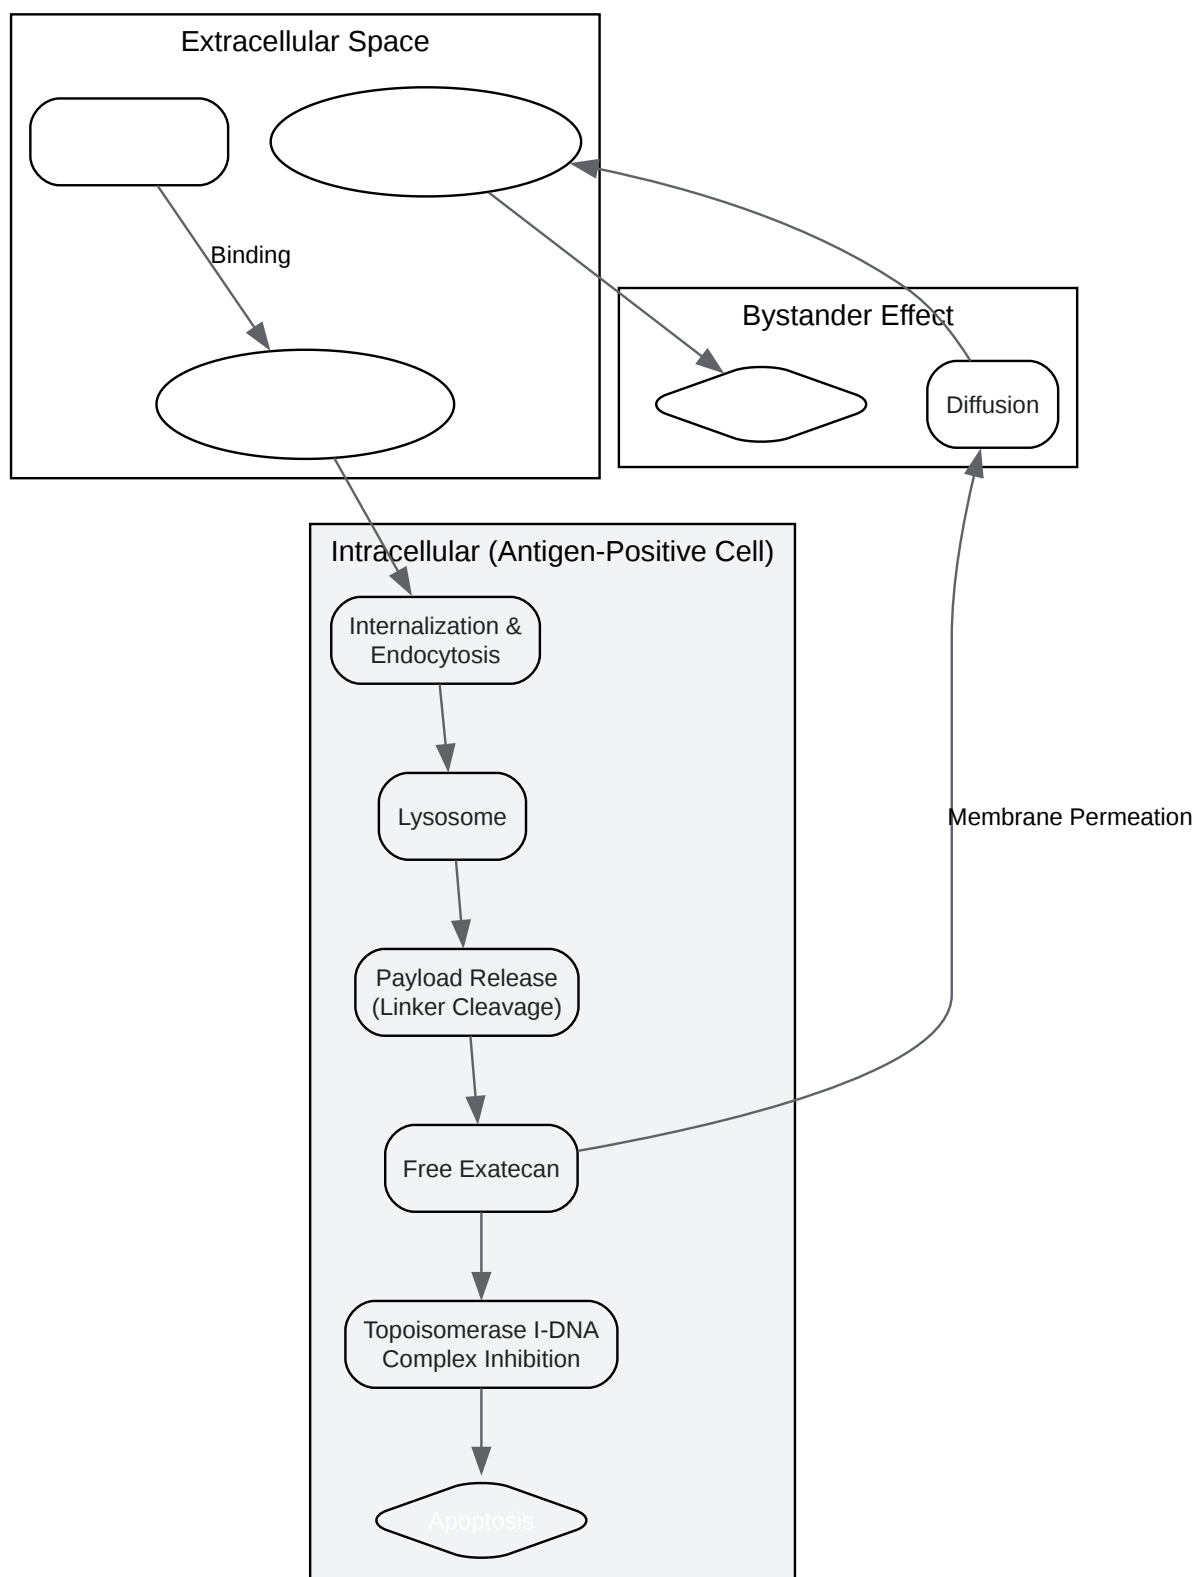 Extracellular Space
Binding
Bystander Effect
Diffusion
Intracellular (Antigen-Positive Cell)
Internalization &
Endocytosis
Lysosome
Membrane Permeation
Payload Release
(Linker Cleavage)
Free Exatecan
Topoisomerase I-DNA
Complex Inhibition
Apoptosis